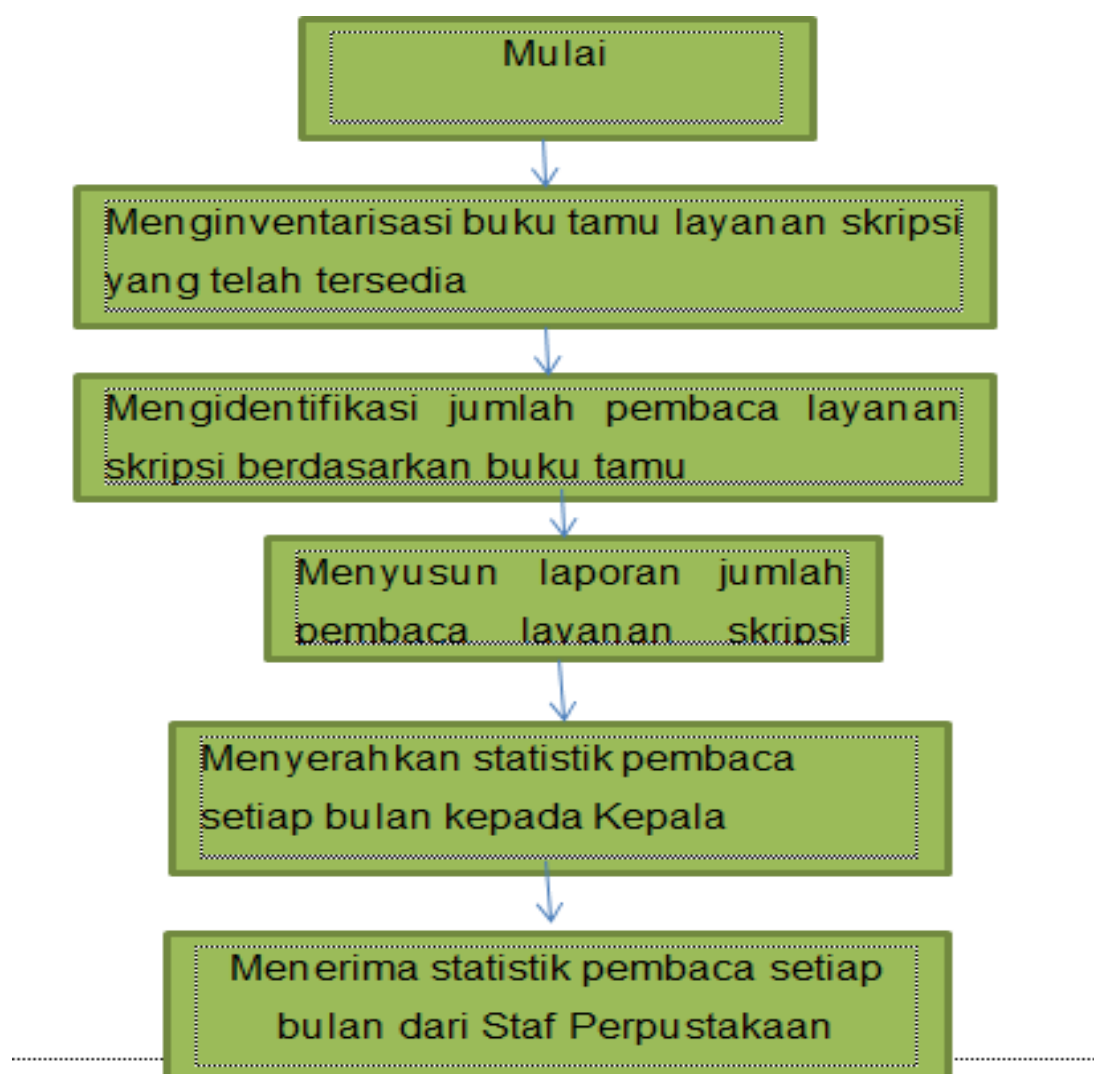 Mulai
Menginventarisasi buku tamu layanan skripsi
yang telah tersedia
Mengidentifikasi jumlah pembaca layanan
skripsi berdasarkan buku tamu
Menyusun laporan jumlah
pembaca layanan skripsi
Menyerahkan statistik pembaca
setiap bulan kepada Kepala
Menerima statistik pembaca setiap
bulan dari Staf Perpustakaan